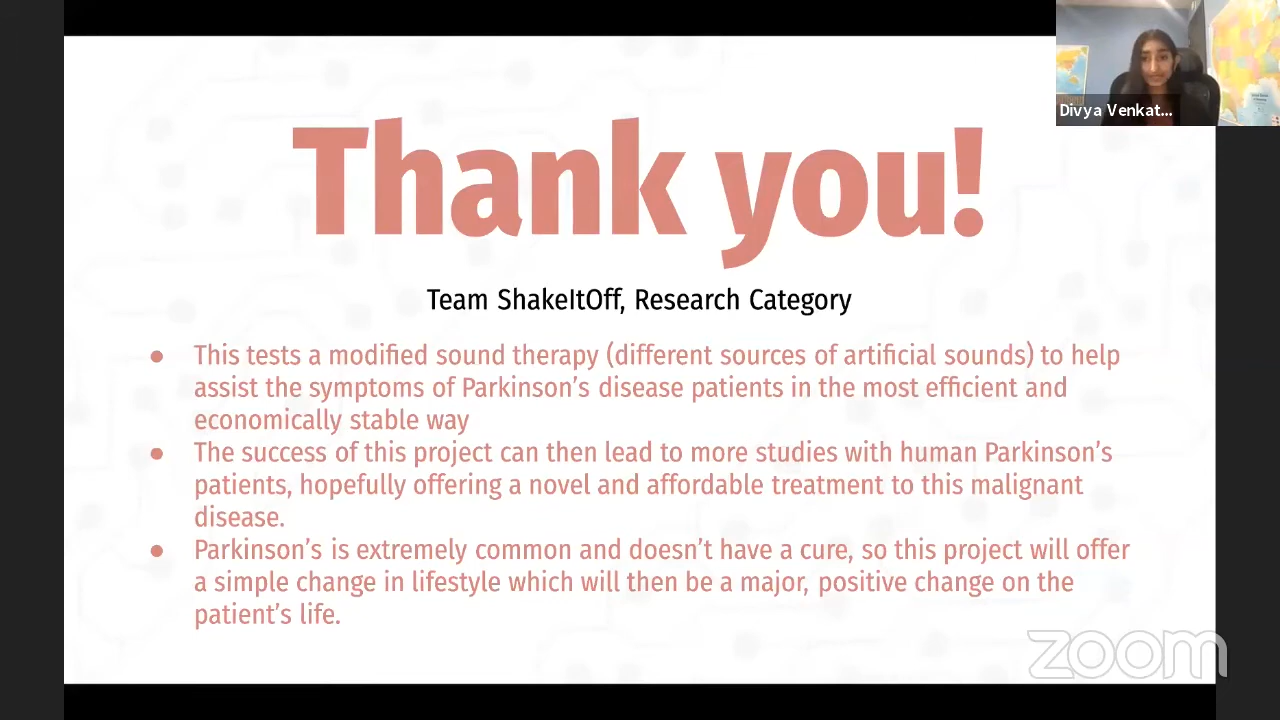 Thank you!
Divya Venkat...
Team ShakeItOff, Research Category
● This tests a modified sound therapy (different sources of artificial sounds) to help
assist the symptoms of Parkinson’s disease patients in the most efficient and
economically stable way
● The success of this project can then lead to more studies with human Parkinson’s
patients, hopefully offering a novel and affordable treatment to this malignant
disease.
● Parkinson’s is extremely common and doesn’t have a cure, so this project will offer
a simple change in lifestyle which will then be a major, positive change on the
patient’s life.
zoom